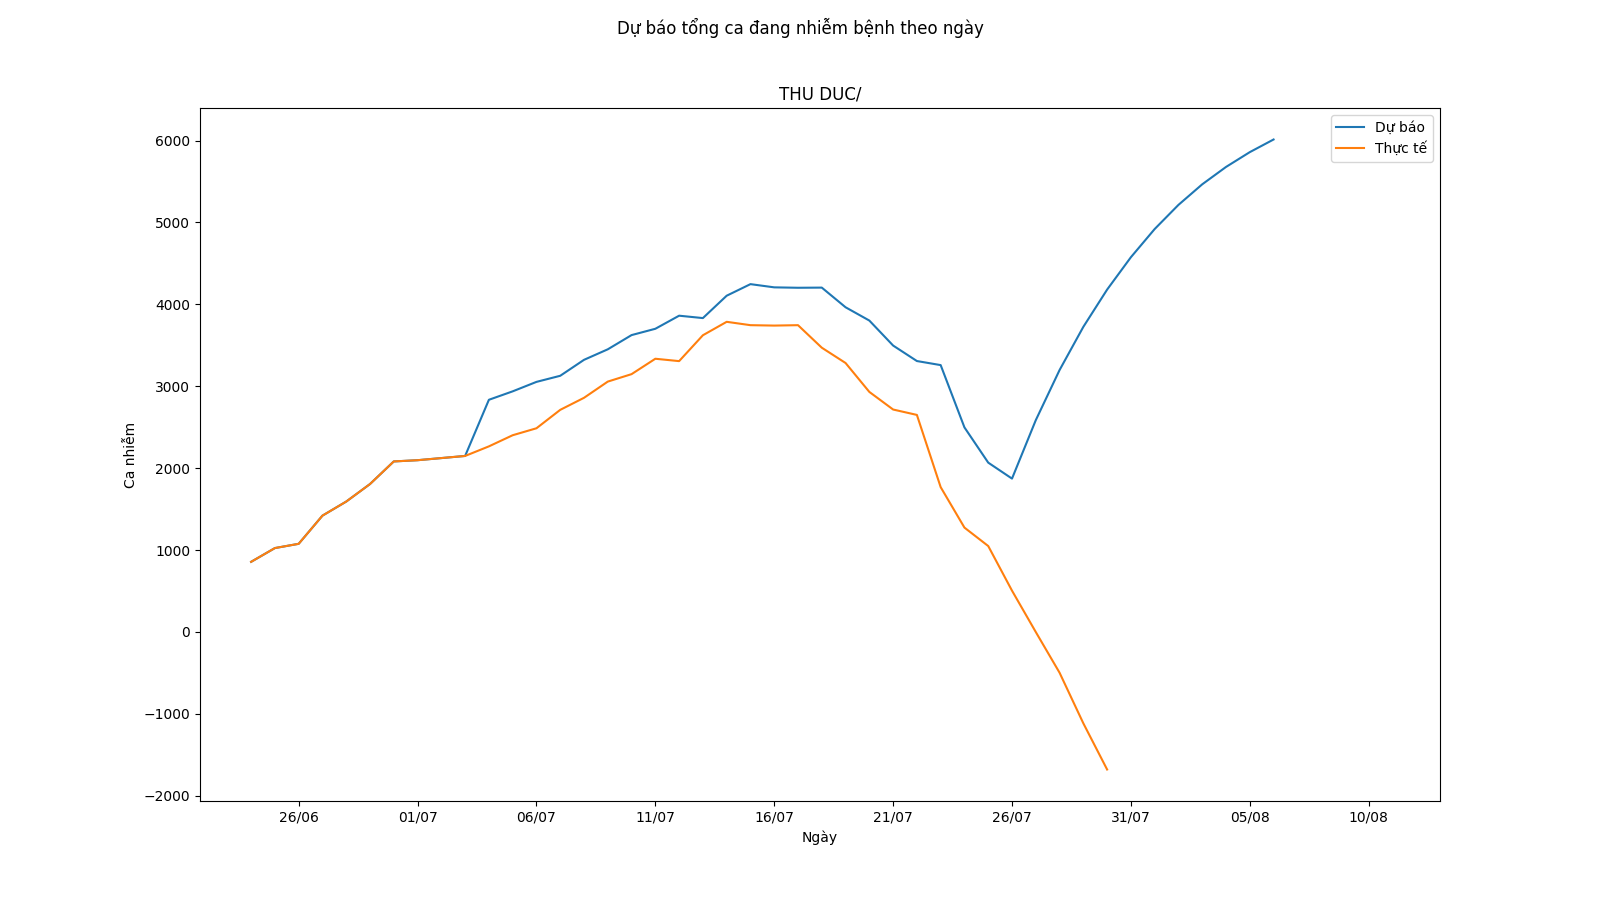 Dự báo tổng ca đang nhiễm bệnh theo ngày
THU DUC/
Dự báo
Thực tế
6000
5000
4000
3000
2000
1000
0
−1000
−2000
Ca nhiễm
26/06 01/07 06/07 11/07 16/07 21/07 26/07 31/07 05/08 10/08
Ngày